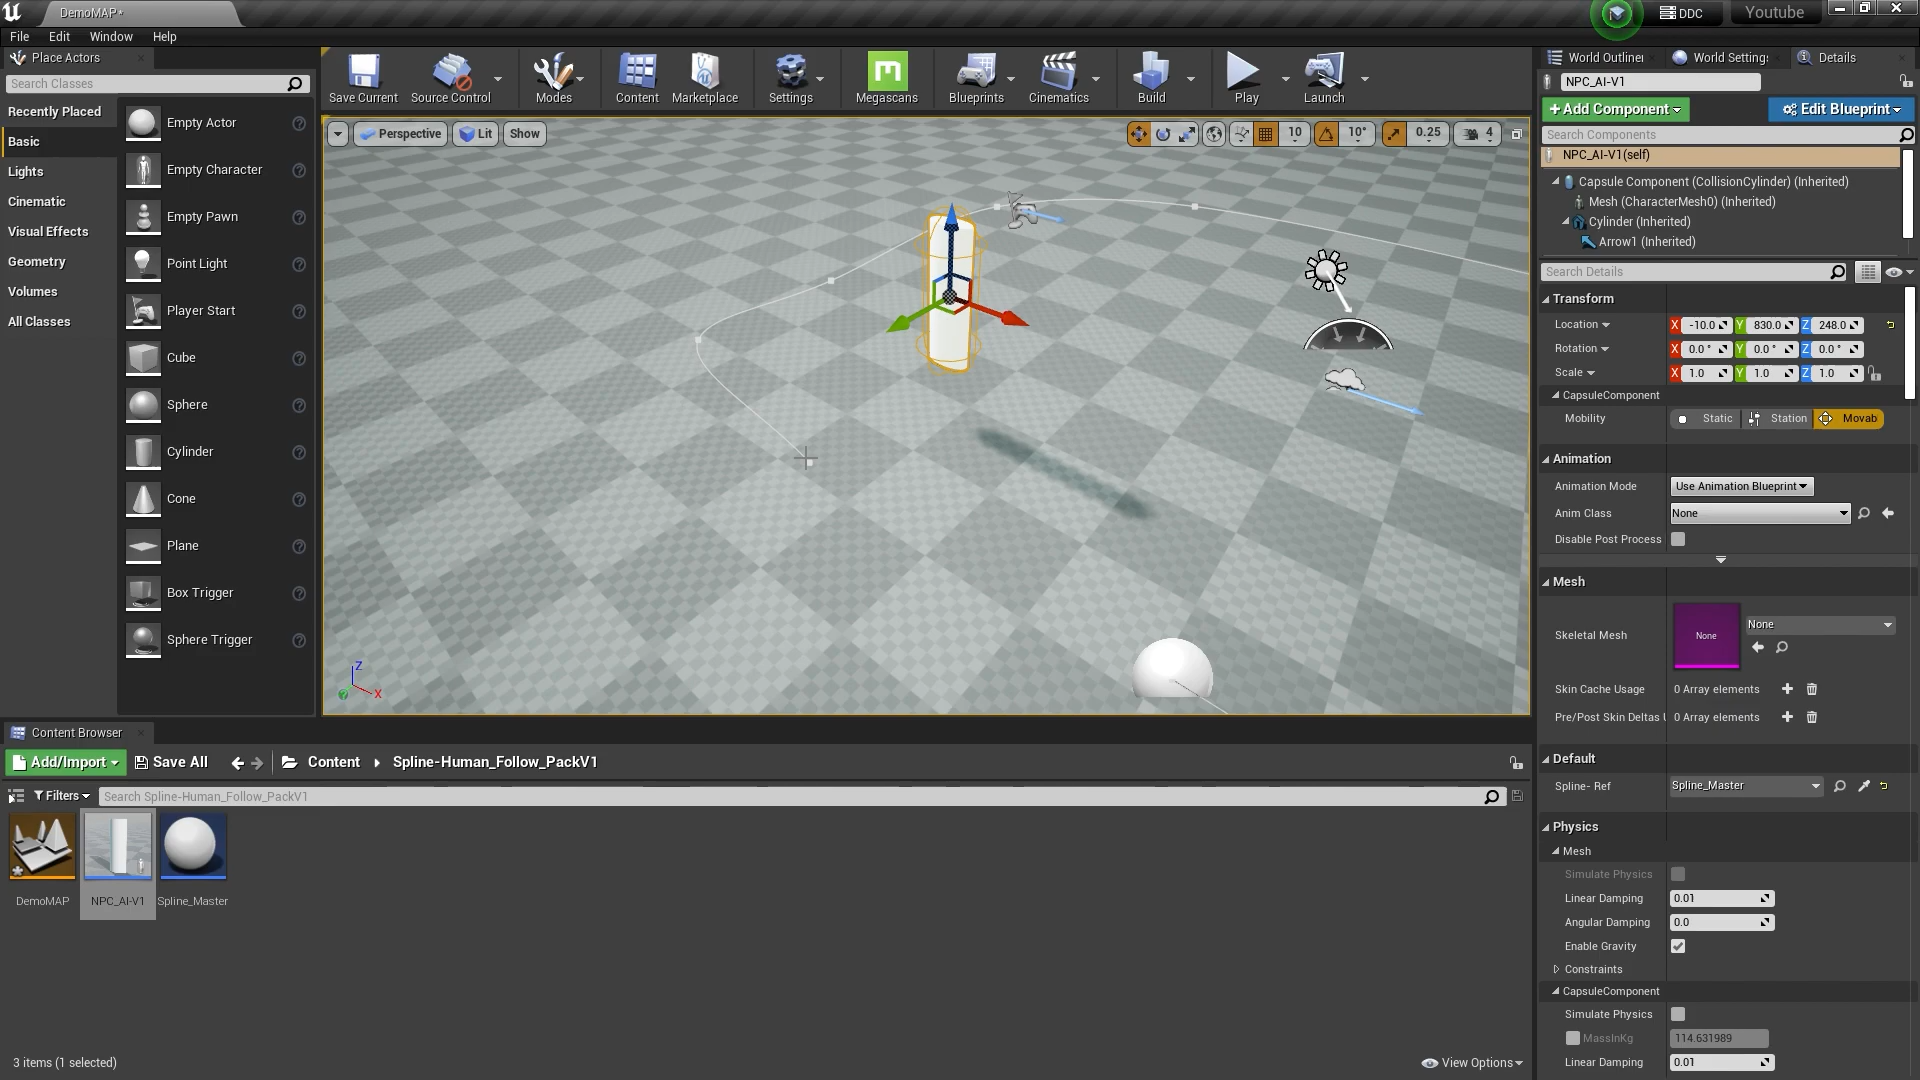 DemoMAP*
DDC
Youtube
File
Edit
Window
Help
Place Actors
Search Classes
Recently Placed
Basic
Lights
Cinematic
Visual Effects
Geometry
Volumes
All Classes
Empty Actor
Empty Character
Empty Pawn
Point Light
Player Start
Cube
Sphere
Cylinder
Cone
Plane
Box Trigger
Sphere Trigger
Save Current
Source Control
Modes
Content
Marketplace
Settings
Megascans
Blueprints
Cinematics
Build
Play
Launch
Perspective
Lit
Show
10
10°
0.25
4
Z
X
World Outliner
World Settings
Details
NPC_AI-V1
+Add Component
Edit Blueprint
Search Components
NPC_AI-V1(self)
Capsule Component (CollisionCylinder) (Inherited)
Mesh (CharacterMesh0) (Inherited)
Cylinder (Inherited)
Arrow1 (Inherited)
Search Details
Transform
Location X -10.0 Y 830.0 Z 248.0
Rotation X 0.0 ° Y 0.0 ° Z 0.0 °
Scale X 1.0 Y 1.0 Z 1.0
CapsuleComponent
Mobility Static Station Movab
Animation
Animation Mode Use Animation Blueprint
Anim Class None
Disable Post Process
Mesh
Skeletal Mesh None None
Skin Cache Usage 0 Array elements
Pre/Post Skin Deltas U 0 Array elements
Default
Spline- Ref Spline_Master
Physics
Mesh
Simulate Physics
Linear Damping 0.01
Angular Damping 0.0
Enable Gravity
Constraints
CapsuleComponent
Simulate Physics
MassInKg 114.631989
Linear Damping 0.01
Content Browser
Add/Import
Save All
Content
Spline-Human_Follow_PackV1
Filters
Search Spline-Human_Follow_PackV1
DemoMAP
NPC_AI-V1
Spline_Master
3 items (1 selected)
View Options